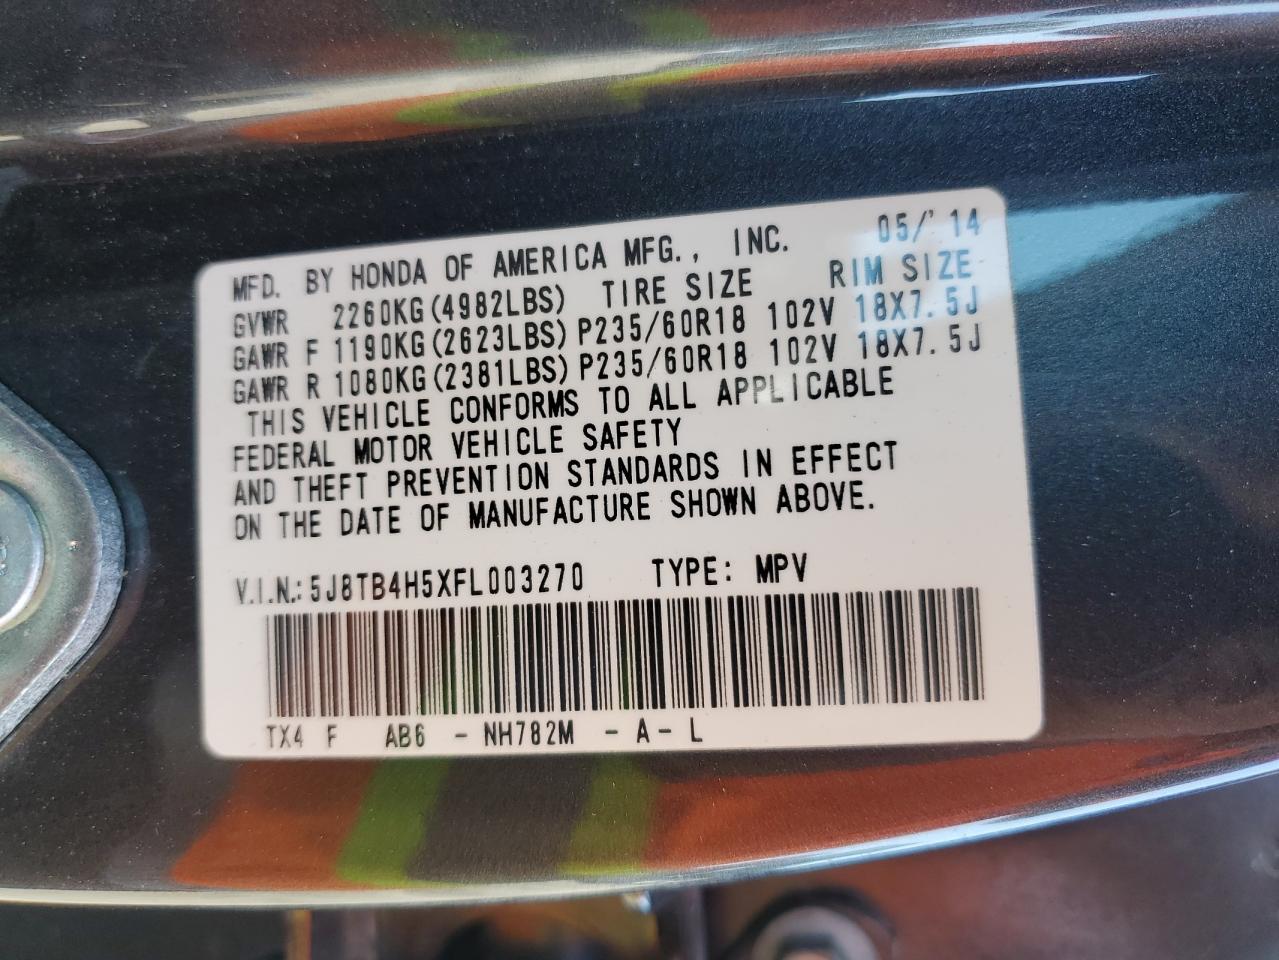 MFD. BY HONDA OF AMERICA MFG., INC. 05/'14
GVWR 2260KG(4982LBS) TIRE SIZE RIM SIZE
GAWR F 1190KG(2623LBS)P235/60R18 102V 18X7.5J
GAWR R 1080KG(2381LBS)P235/60R18 102V 18X7.5J
THIS VEHICLE CONFORMS TO ALL APPLICABLE
FEDERAL MOTOR VEHICLE SAFETY
AND THEFT PREVENTION STANDARDS IN EFFECT
ON THE DATE OF MANUFACTURE SHOWN ABOVE.
V.I.N.: 5J8TB4H5XFL003270 TYPE: MPV
TX4 F AB6 - NH782M - A - L